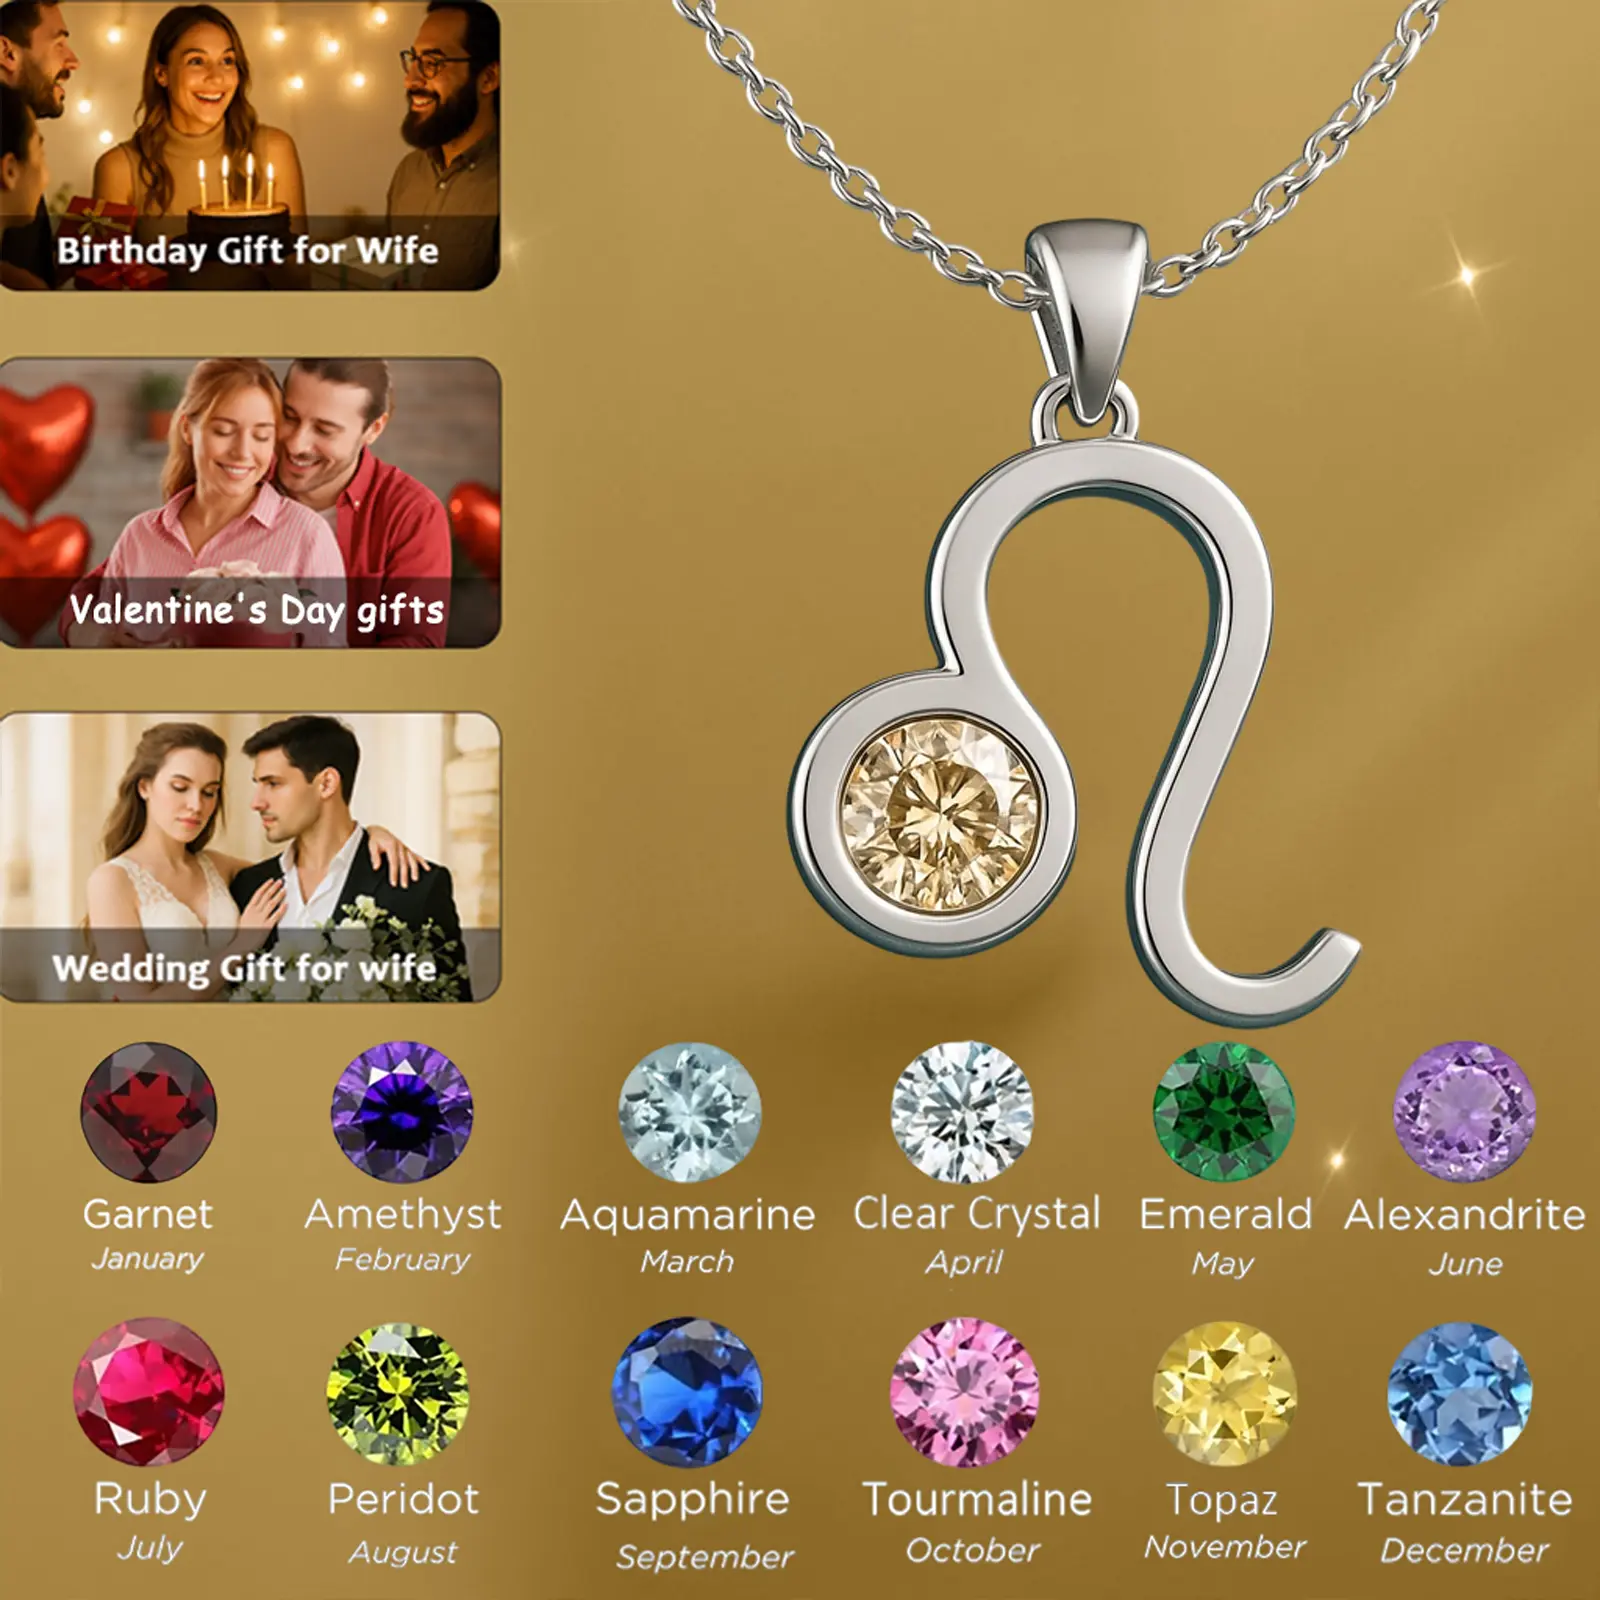 Birthday Gift for Wife
Valentine's Day gifts
Wedding Gift for wife
Garnet
January
Amethyst
February
Aquamarine
March
Clear Crystal
April
Emerald
May
Alexandrite
June
Ruby
July
Peridot
August
Sapphire
September
Tourmaline
October
Topaz
November
Tanzanite
December